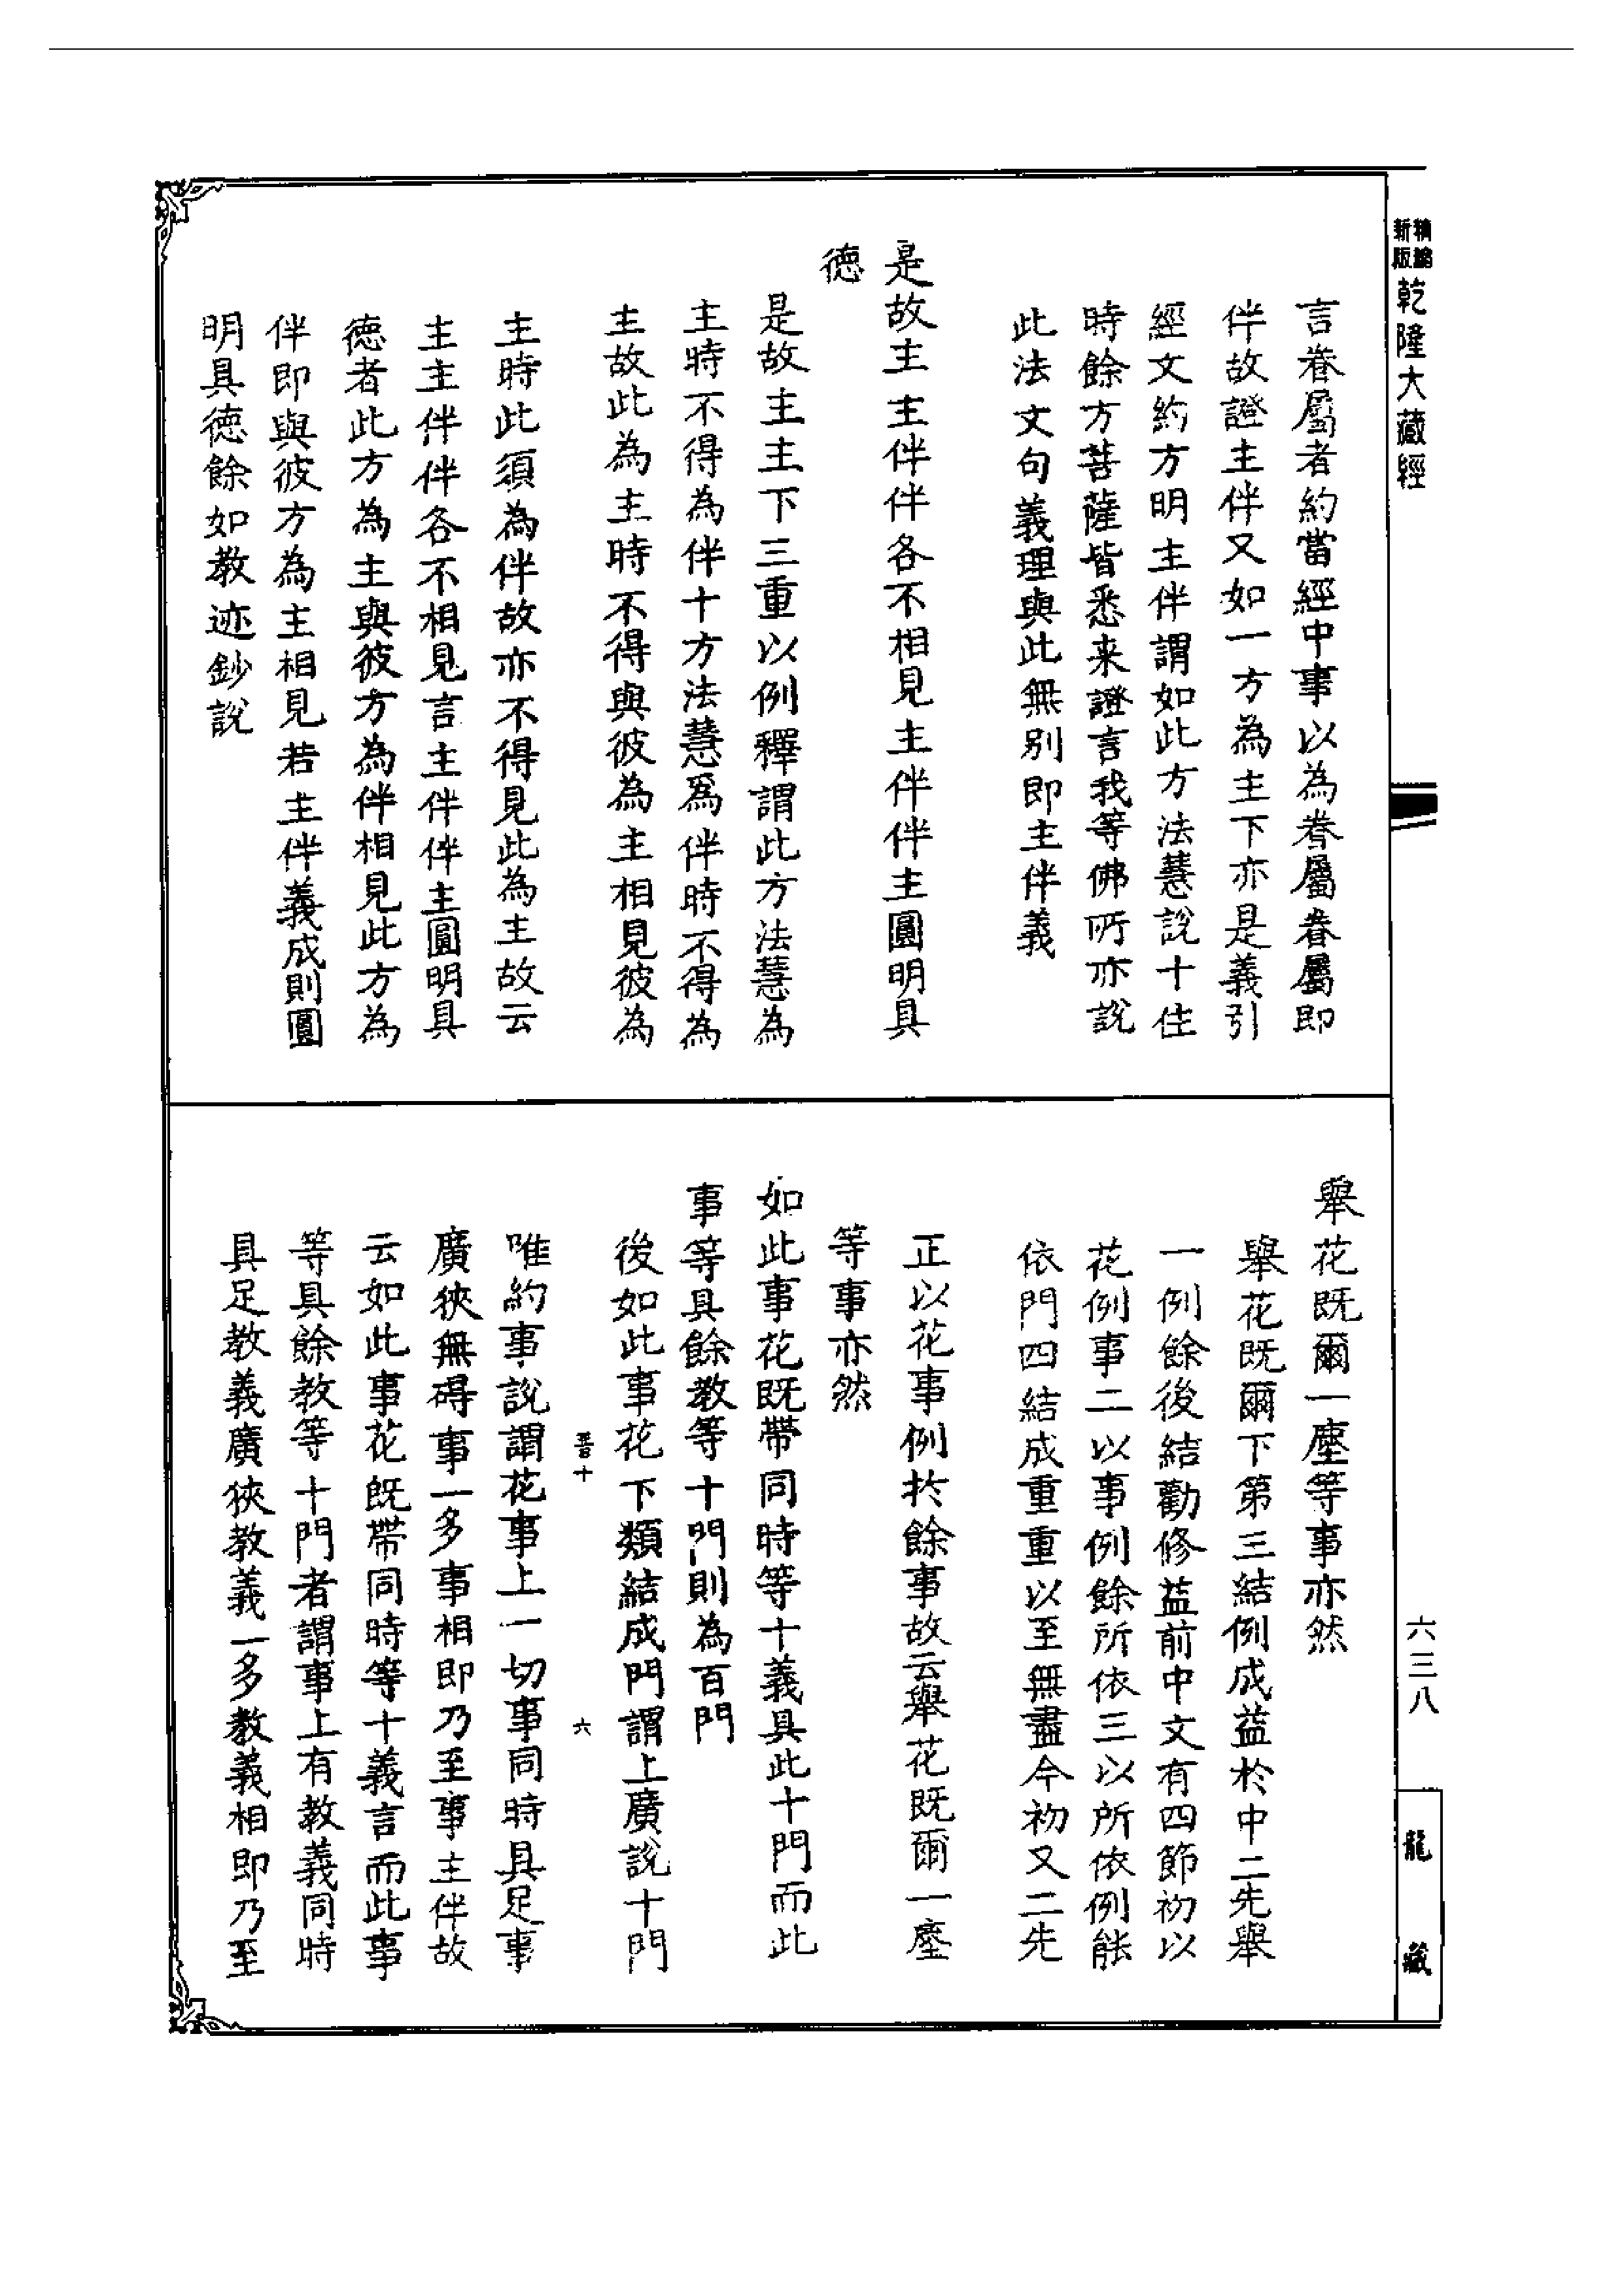 新編縮版
乾隆大藏經
言眷屬者約當經中事以為眷屬眷屬即
伴故證主伴又如一方為主下亦是義引
經文約方明主伴謂如此方法慧說十住
時餘方菩薩皆悉来證言我等佛所亦說
此法文句義理與此無別即主伴義
是故主主伴伴各不相見主伴伴主圓明具
德
是故主主下三重以例釋謂此方法慧為
主時不得為伴十方法慧爲伴時不得為
主故此為主時不得與彼為主相見彼為
主時此須為伴故亦不得見此為主故云
主主伴伴各不相見言主伴伴主圓明具
德者此方為主與彼方為伴相見此方為
伴即與彼方為主相見若主伴義成則圓
明具德餘如教迹鈔說
舉花既爾一塵等事亦然
舉花既爾下第三結例成益於中二先舉
一例餘後結勸修益前中文有四節初以
花例事二以事例餘所依三以所依例能
依門四結成重重以至無盡今初又二先
正以花事例於餘事故云舉花既爾一塵
等事亦然
如此事花既帶同時等十義具此十門而此
事等具餘教等十門則為百門
後如此事花下類結成門謂上廣說十門
善十
六
唯約事說謂花事上一切事同時具足事
廣狹無碍事一多事相即乃至事主伴故
云如此事花既帶同時等十義言而此事
等具餘教等十門者謂事上有教義同時
具足教義廣狹教義一多教義相即乃至
六三八
龍藏